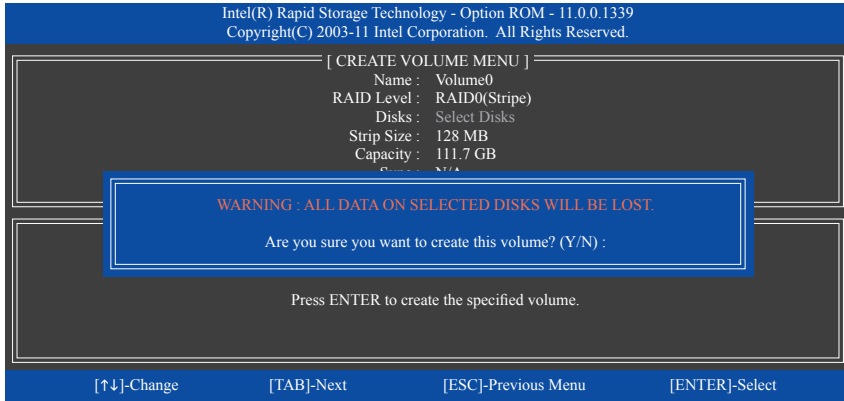 Intel(R) Rapid Storage Technology - Option ROM - 11.0.0.1339
Copyright(C) 2003-11 Intel Corporation.  All Rights Reserved.
[ CREATE VOLUME MENU ]
Name :   Volume0
RAID Level :   RAID0(Stripe)
Disks :   Select Disks
Strip Size :   128 MB
Capacity :   111.7 GB
Sync :   N/A
WARNING : ALL DATA ON SELECTED DISKS WILL BE LOST.
Are you sure you want to create this volume? (Y/N) :
Press ENTER to create the specified volume.
[↑↓]-Change   [TAB]-Next   [ESC]-Previous Menu   [ENTER]-Select